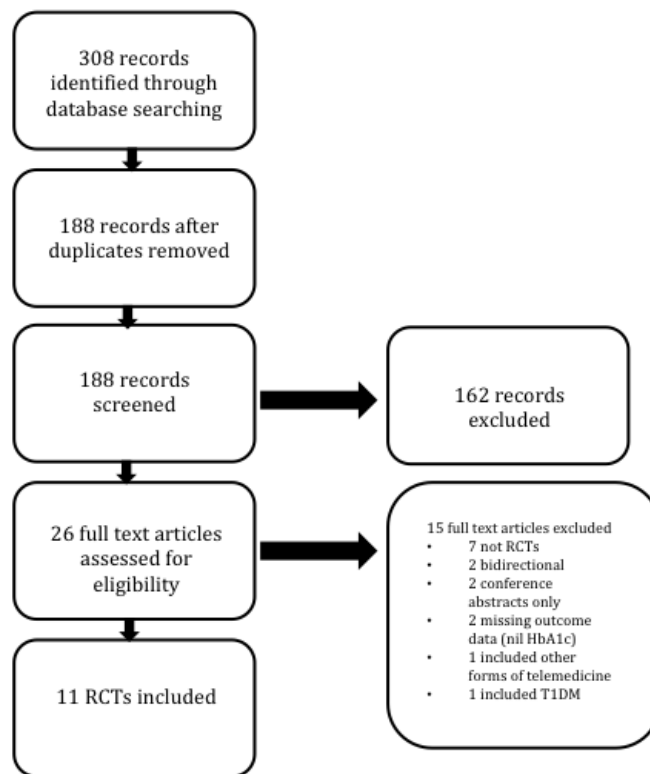 308 records
identified through
database searching
188 records after
duplicates removed
188 records
screened
162 records
excluded
26 full text articles
assessed for
eligibility
15 full text articles excluded
• 7 not RCTs
• 2 bidirectional
• 2 conference
abstracts only
• 2 missing outcome
data (nil HbA1c)
• 1 included other
forms of telemedicine
• 1 included T1DM
11 RCTs included